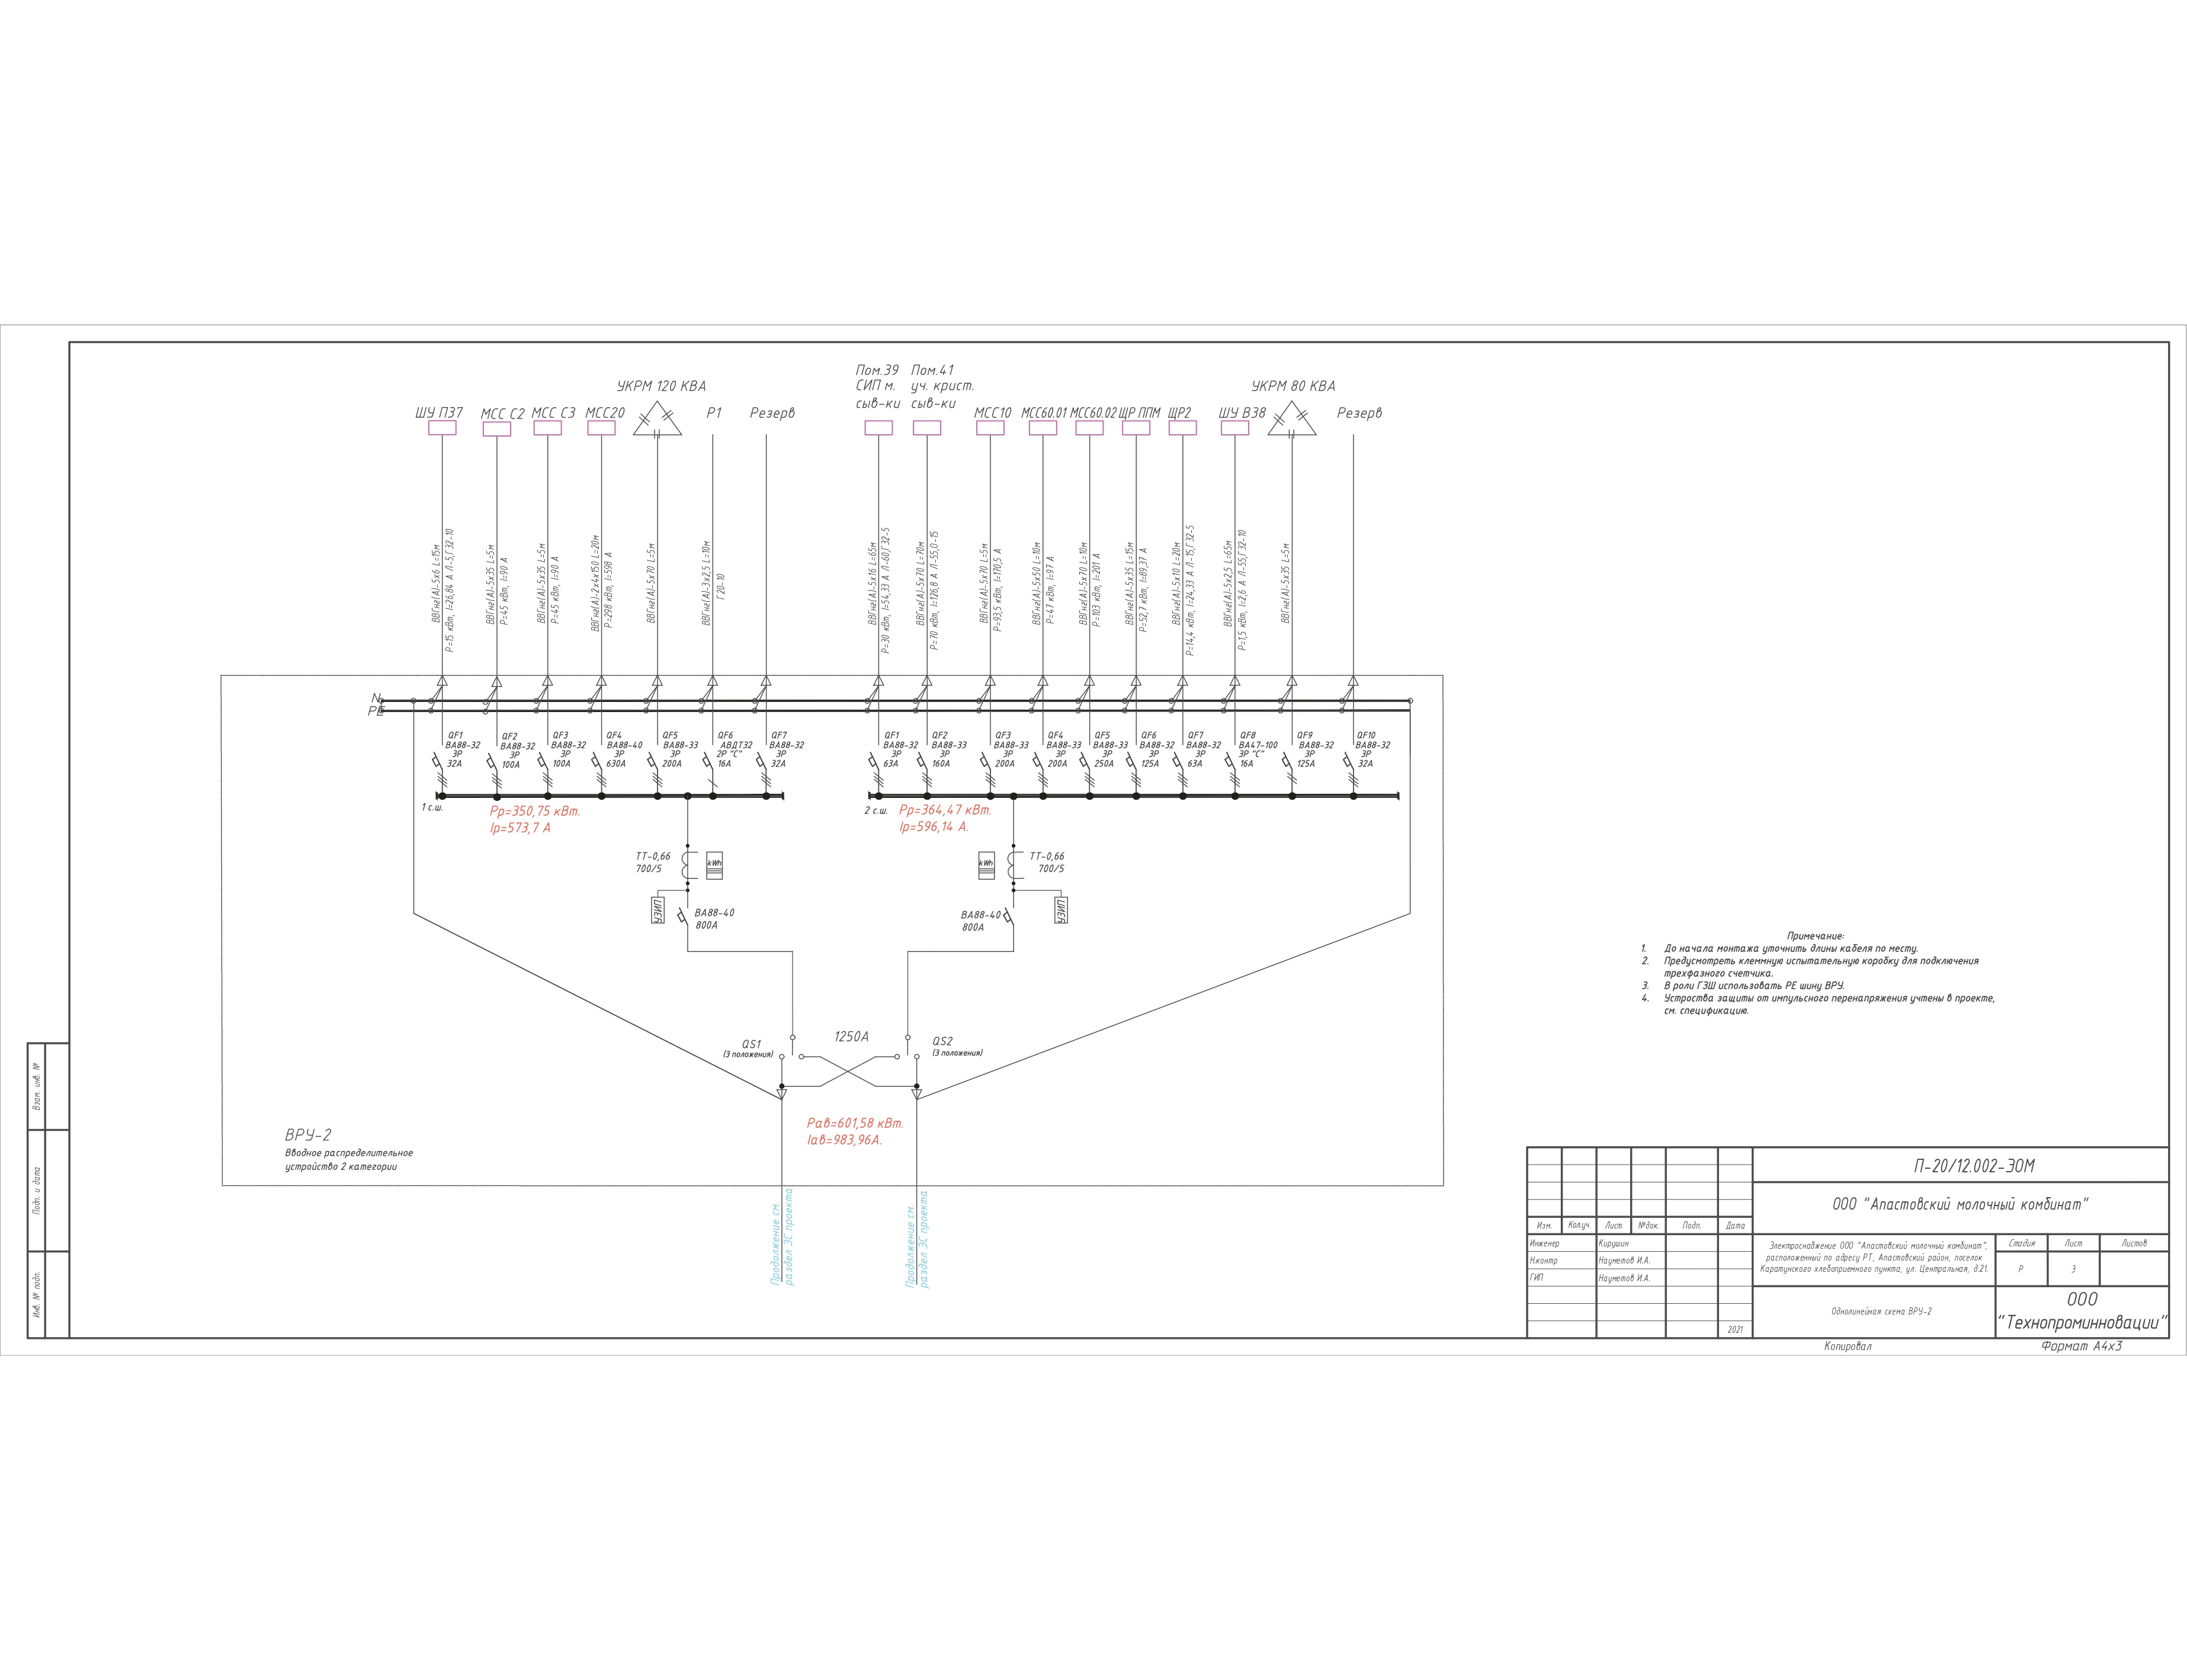 Пом.39 Пом.41
СИП м. уч. крист.
сыв-ки сыв-ки
УКРМ 120 КВА
УКРМ 80 КВА
ШУ П37
МСС С2
МСС С3
МСС20
Р1
Резерв
МСС10
МСС60.01
МСС60.02
ЩР ППМ
ЩР2
ШУ В38
Резерв
ВВГнг(А)-5х6 L=15м
Р=15 кВт, I=26,84 А Л-5,Г32-10
ВВГнг(А)-5х35 L=5м
Р=45 кВт, I=90 А
ВВГнг(А)-5х35 L=5м
Р=45 кВт, I=90 А
ВВГнг(А)-2х4х150 L=20м
Р=298 кВт, I=598 А
ВВГнг(А)-5х70 L=5м
ВВГнг(А)-3х2,5 L=10м
Г20-10
ВВГнг(А)-5х16 L=65м
Р=30 кВт, I=54,33 А Л-60,Г32-5
ВВГнг(А)-5х70 L=70м
Р=70 кВт, I=126,8 А Л-55,О-15
ВВГнг(А)-5х70 L=5м
Р=93,5 кВт, I=170,5 А
ВВГнг(А)-5х50 L=10м
Р=47 кВт, I=97 А
ВВГнг(А)-5х70 L=10м
Р=103 кВт, I=201 А
ВВГнг(А)-5х35 L=15м
Р=52,7 кВт, I=89,37 А
ВВГнг(А)-5х10 L=20м
Р=14,4 кВт, I=24,33 А Л-15,Г32-5
ВВГнг(А)-5х2,5 L=65м
Р=1,5 кВт, I=2,6 А Л-55,Г32-10
ВВГнг(А)-5х35 L=5м
N
PE
QF1
ВА88-32
3Р
32А
QF2
ВА88-32
3Р
100А
QF3
ВА88-32
3Р
100А
QF4
ВА88-40
3Р
630А
QF5
ВА88-33
3Р
200А
QF6
АВДТ32
2Р "С"
16А
QF7
ВА88-32
3Р
32А
QF1
ВА88-32
3Р
63А
QF2
ВА88-33
3Р
160А
QF3
ВА88-33
3Р
200А
QF4
ВА88-33
3Р
200А
QF5
ВА88-33
3Р
250А
QF6
ВА88-32
3Р
125А
QF7
ВА88-32
3Р
63А
QF8
ВА47-100
3Р "С"
16А
QF9
ВА88-32
3Р
125А
QF10
ВА88-32
3Р
32А
1 с.ш.
Рр=350,75 кВт.
Iр=573,7 А
2 с.ш.
Рр=364,47 кВт.
Iр=596,14 А.
ТТ-0,66
700/5
kWh
УЗИП
ВА88-40
800А
kWh
ТТ-0,66
700/5
ВА88-40
800А
УЗИП
QS1
(3 положения)
1250А
QS2
(3 положения)
Рав=601,58 кВт.
Iав=983,96А.
ВРУ-2
Вводное распределительное
устройство 2 категории
Продолжение см.
раздел ЭС проекта
Продолжение см.
раздел ЭС проекта
Примечание:
1. До начала монтажа уточнить длины кабеля по месту.
2. Предусмотреть клеммную испытательную коробку для подключения
трехфазного счетчика.
3. В роли ГЗШ использовать РЕ шину ВРУ.
4. Устроства защиты от импульсного перенапряжения учтены в проекте,
см. спецификацию.
Взам. инв. №
Подп. и дата
Инв. № подп.
П-20/12.002-ЭОМ
ООО "Апастовский молочный комбинат"
Изм. Кол.уч. Лист №док. Подп. Дата
Инженер Кирушин
Н.контр Науметов И.А.
ГИП Науметов И.А.
2021
Электроснабжение ООО "Апастовский молочный комбинат",
расположенный по адресу РТ, Апастовский район, поселок
Каратунского хлебоприемного пункта, ул. Центральная, д.21.
Стадия Лист Листов
Р 3
Однолинейная схема ВРУ-2
ООО
"Технопроминновации"
Копировал
Формат А4х3